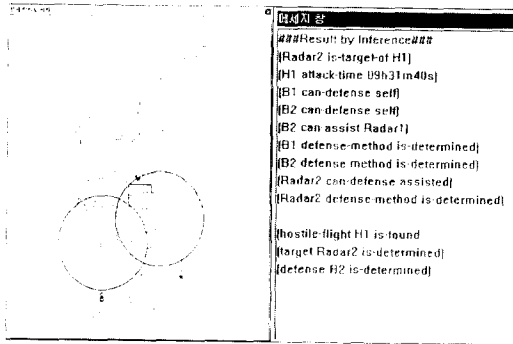 메세지 창
###Result by Inference###
(Radar2 is-target-of H1)
(H1 attack-time 09h31m40s)
(B1 can-defense self)
(B2 can-defense self)
(B2 can assist Radar1)
(B1 defense-method is-determined)
(B2 defense method is-determined)
(Radar2 can-defense assisted)
(Radar2 defense-method is-determined)
(hostile-flight H1 is-found
(target Radar2 is-determined)
(defense B2 is-determined)